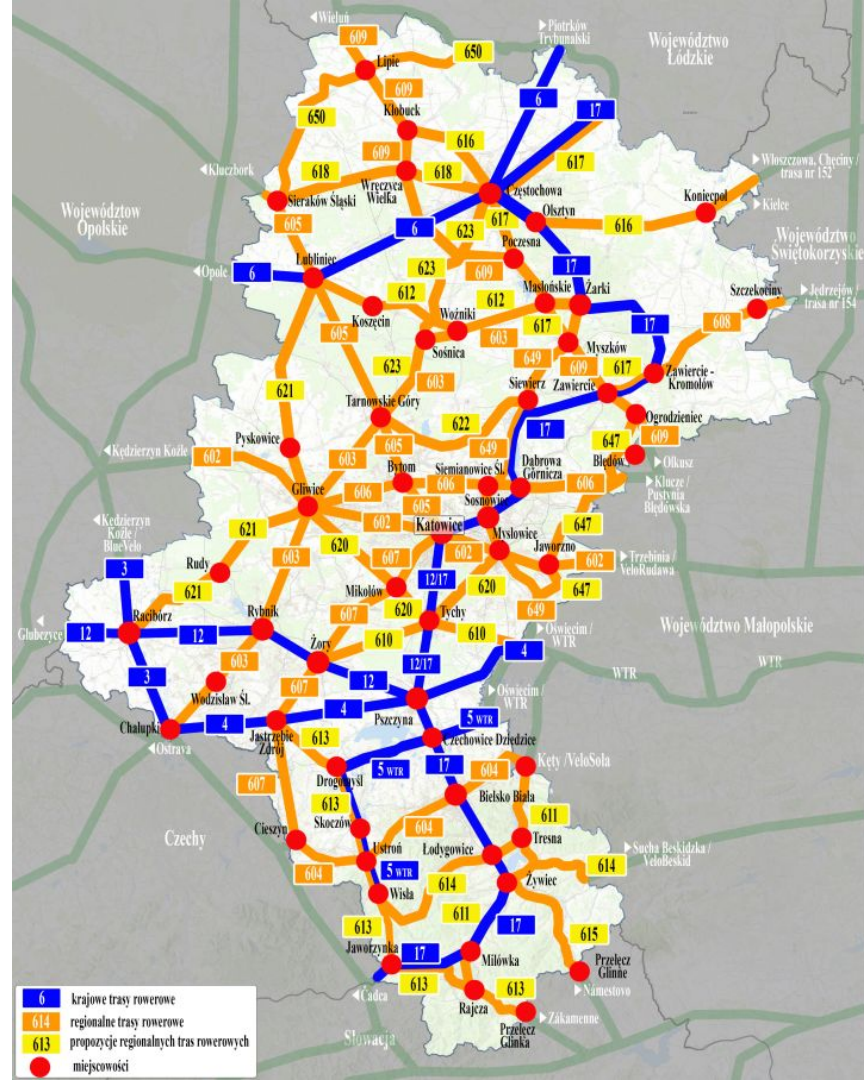 Wieluń
609
650
Piotrków
Trybunalski
Województwo
Łódzkie
Lipie
609
6
17
650
Kłobuck
616
609
617
Kluczbork
618
618
Wręczyca
Wielka
Częstochowa
Włoszczowa, Chęciny /
trasa nr 152
Koniecpol
Kielce
Sieraków Śląski
Województow
Opolskie
605
617
Olsztyn
616
6
623
Poczesna
Województwo
Świętokorzyskie
Lubliniec
623
609
17
Opole
6
Masłońskie
Żarki
Szczekociny
Jędrzejów /
trasa nr 154
612
612
Koszęcin
Woźniki
605
603
617
17
608
Sośnica
Myszków
623
649
609
617
Zawiercie -
Kromolów
603
Siewierz
Zawiercie
621
Tarnowskie Góry
622
17
Ogrodzieniec
Pyskowice
605
649
647
609
Kędzierzyn Koźle
602
603
Bytom
Siemianowice Śl.
Dąbrowa
Górnicza
Błędów
Olkusz
Gliwice
606
606
606
Klucze /
Pustynia
Błędowska
605
Sosnowiec
Kędzierzyn
Koźle /
BlueVelo
621
602
Katowice
647
620
Mysłowice
603
607
602
Jaworzno
602
Trzebinia /
VeloRudawa
3
Rudy
12/17
620
647
621
Mikołów
649
Głubczyce
Racibórz
Rybnik
607
620
Tychy
12
12
Żory
610
610
Oświęcim /
WTR
Województwo Małopolskie
603
12/17
4
WTR
WTR
3
Wodzisław Śl.
12
Oświęcim /
WTR
607
Pszczyna
Chałupki
4
4
5 WTR
Jastrzębie
Zdrój
Ostrava
613
Czechowice Dziedzice
5 WTR
17
604
Kęty /VeloSoła
Drogomyśl
607
Bielsko Biała
613
Czechy
Skoczów
604
611
Cieszyn
Tresna
Ustroń
Łodygowice
Sucha Beskidzka /
VeloBeskid
604
5 WTR
614
614
Żywiec
Wisła
611
17
613
615
Jaworzynka
17
Milówka
Przełęcz
Glinne
613
613
Čadca
Rajcza
Námestovo
Przełęcz
Glinka
Zákamenne
Słowacja
6 krajowe trasy rowerowe
614 regionalne trasy rowerowe
613 propozycje regionalnych tras rowerowych
miejscowości